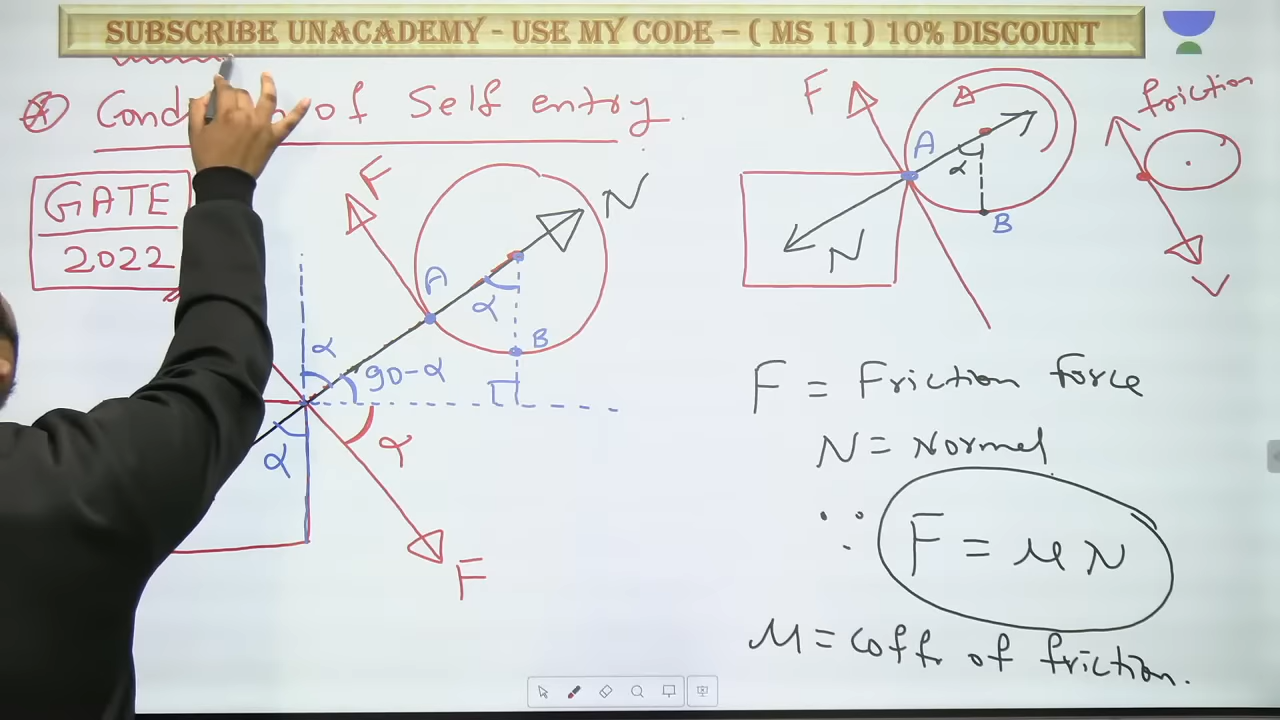 SUBSCRIBE UNACADEMY - USE MY CODE - ( MS 11) 10% DISCOUNT
Self entry.
of
GATE
2022
F
N
A
α
B
α
90-α
α
α
F
F
A
α
B
N
friction
V
F = Friction force
N = Normal
∵ F = μN
μ = coff. of friction.